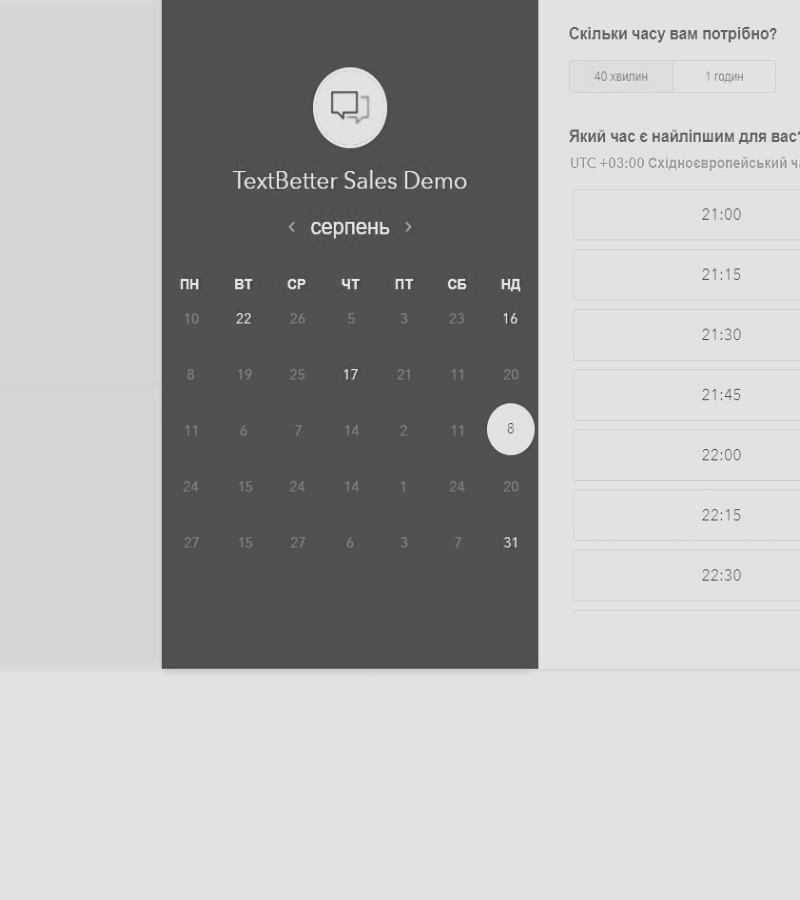 TextBetter Sales Demo
серпень
ПН ВТ СР ЧТ ПТ СБ НД
10 22 26 5 3 23 16
8 19 25 17 21 11 20
11 6 7 14 2 11 8
24 15 24 14 1 24 20
27 15 27 6 3 7 31
Скільки часу вам потрібно?
40 хвилин 1 годин
Який час є найліпшим для вас?
UTC +03:00 Східноєвропейський ча
21:00
21:15
21:30
21:45
22:00
22:15
22:30